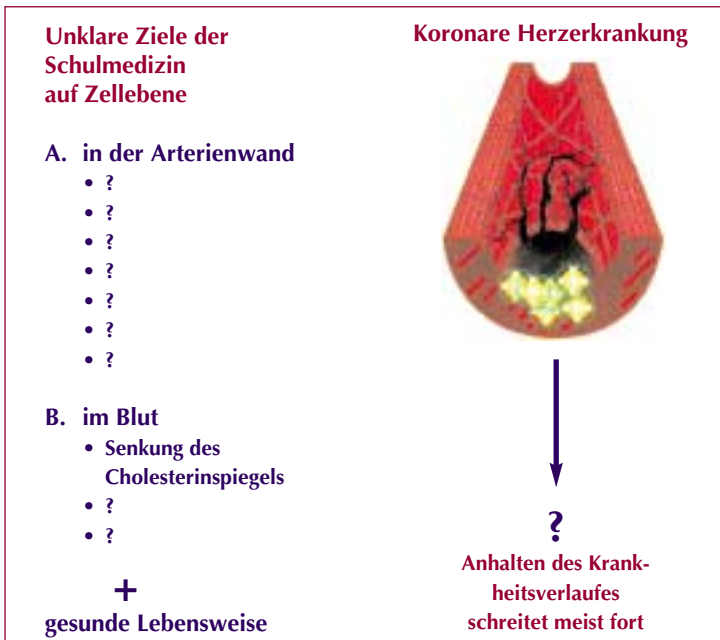 Unklare Ziele der
Schulmedizin
auf Zellebene
A. in der Arterienwand
• ?
• ?
• ?
• ?
• ?
• ?
• ?
B. im Blut
• Senkung des
Cholesterinspiegels
• ?
• ?
+
gesunde Lebensweise
Koronare Herzerkrankung
?
Anhalten des Krank-
heitsverlaufes
schreitet meist fort